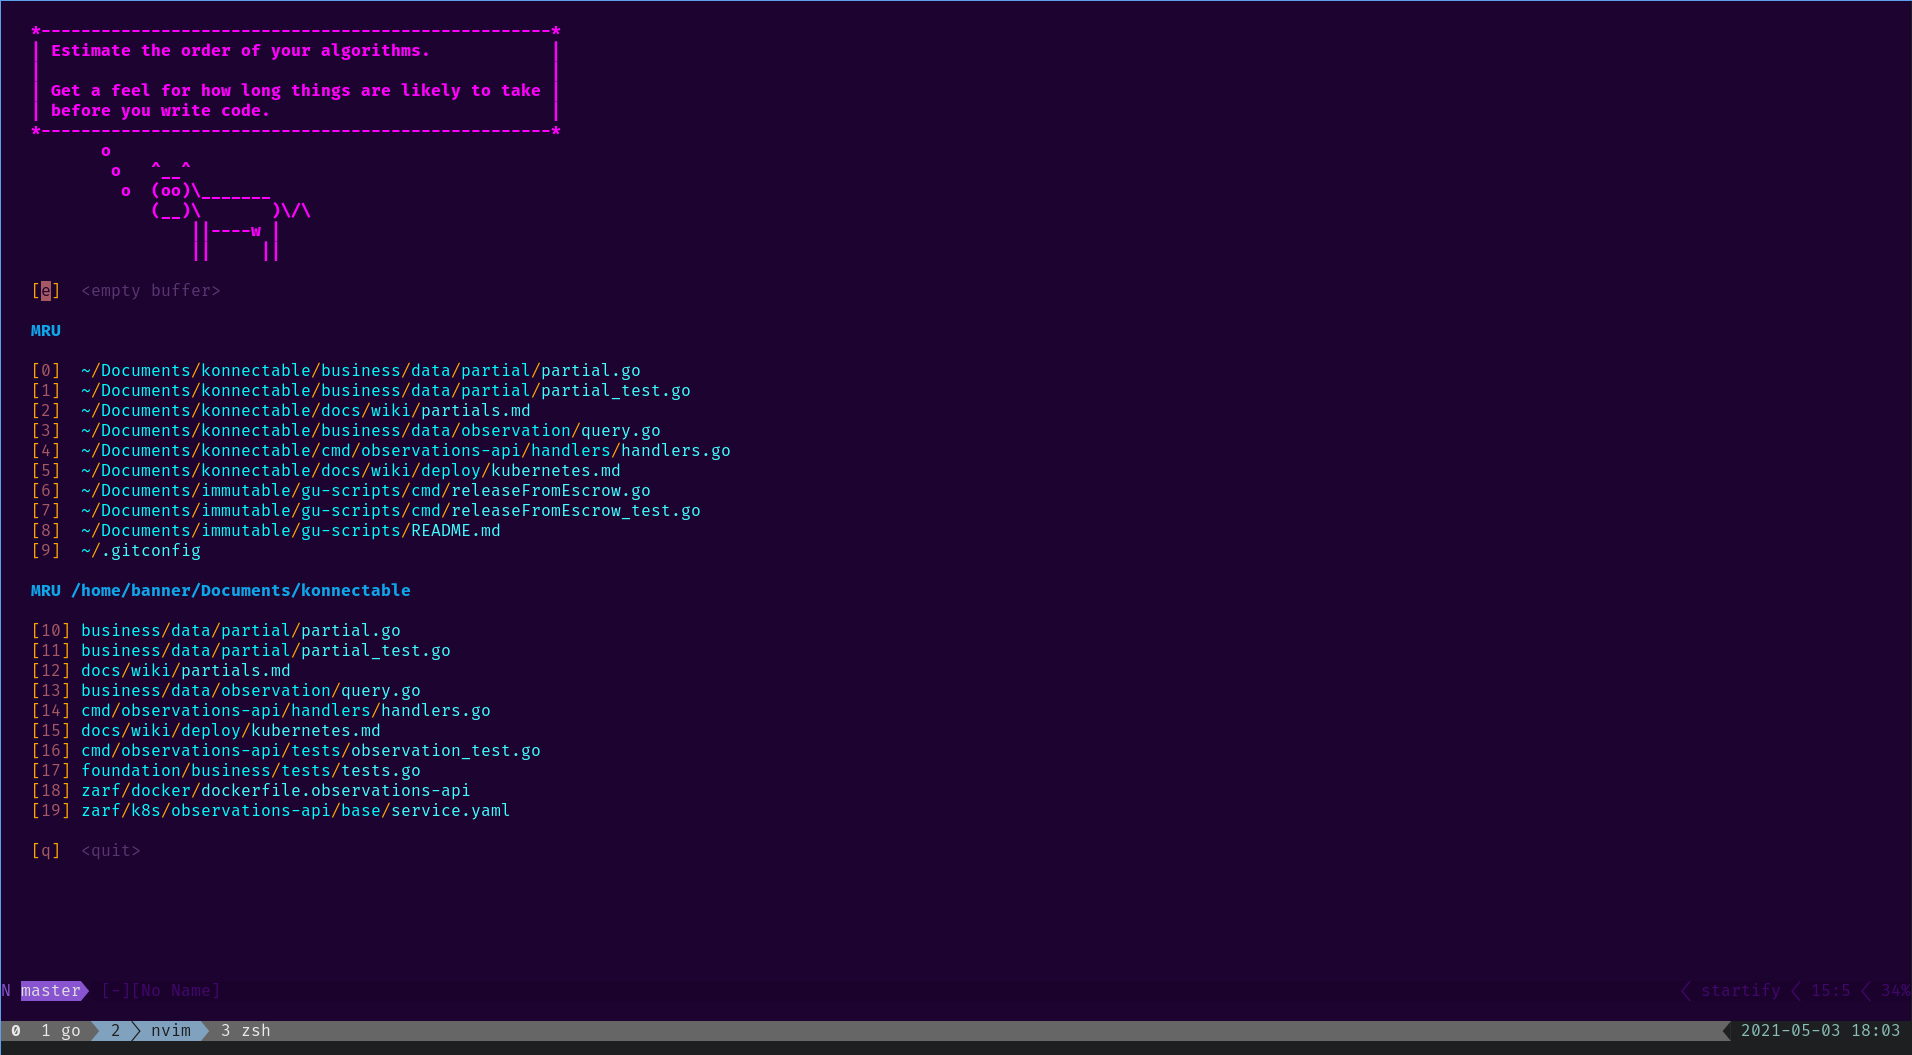 *---------------------------------------------------*
| Estimate the order of your algorithms.            |
|                                                   |
| Get a feel for how long things are likely to take |
| before you write code.                            |
*---------------------------------------------------*
       o
        o   ^__^
         o  (oo)\_______
            (__)\       )\/\
                ||----w |
                ||     ||
[e]  <empty buffer>
MRU
[0]  ~/Documents/konnectable/business/data/partial/partial.go
[1]  ~/Documents/konnectable/business/data/partial/partial_test.go
[2]  ~/Documents/konnectable/docs/wiki/partials.md
[3]  ~/Documents/konnectable/business/data/observation/query.go
[4]  ~/Documents/konnectable/cmd/observations-api/handlers/handlers.go
[5]  ~/Documents/konnectable/docs/wiki/deploy/kubernetes.md
[6]  ~/Documents/immutable/gu-scripts/cmd/releaseFromEscrow.go
[7]  ~/Documents/immutable/gu-scripts/cmd/releaseFromEscrow_test.go
[8]  ~/Documents/immutable/gu-scripts/README.md
[9]  ~/.gitconfig
MRU /home/banner/Documents/konnectable
[10] business/data/partial/partial.go
[11] business/data/partial/partial_test.go
[12] docs/wiki/partials.md
[13] business/data/observation/query.go
[14] cmd/observations-api/handlers/handlers.go
[15] docs/wiki/deploy/kubernetes.md
[16] cmd/observations-api/tests/observation_test.go
[17] foundation/business/tests/tests.go
[18] zarf/docker/dockerfile.observations-api
[19] zarf/k8s/observations-api/base/service.yaml
[q]  <quit>
N master [-][No Name] startify 15:5 34%
0 1 go 2 nvim 3 zsh 2021-05-03 18:03